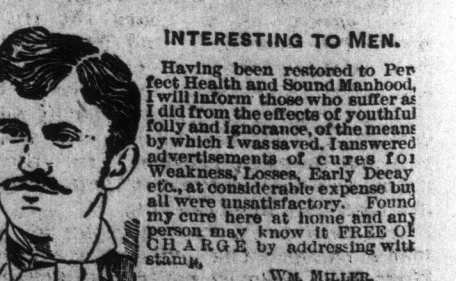 INTERESTING TO MEN.
Having been restored to Per
fect Health and Sound Manhood,
I will inform those who suffer as
I did from the effects of youthful
folly and ignorance, of the means
by which I was saved. I answered
advertisements of cures for
Weakness, Losses, Early Decay
etc., at considerable expense but
all were unsatisfactory. Found
my cure here at home and any
person may know it FREE OF
CHARGE by addressing with
stamp,
WM. MILLER.